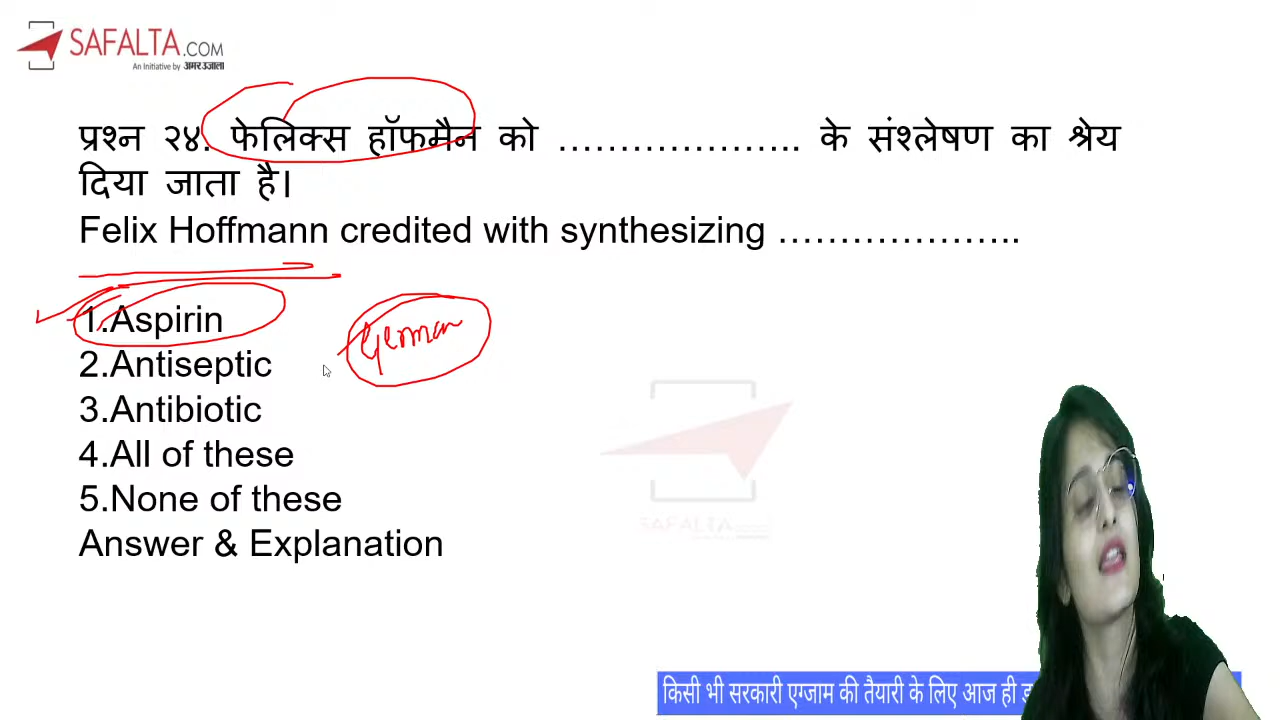 SAFALTA.COM
An Initiative by अमर उजाला
प्रश्न २४. फेलिक्स हॉफमैन को ………………….. के संश्लेषण का श्रेय
दिया जाता है।
Felix Hoffmann credited with synthesizing …………………..
1.Aspirin
German
2.Antiseptic
3.Antibiotic
4.All of these
5.None of these
Answer & Explanation
SAFALTA
किसी भी सरकारी एग्जाम की तैयारी के लिए आज ही